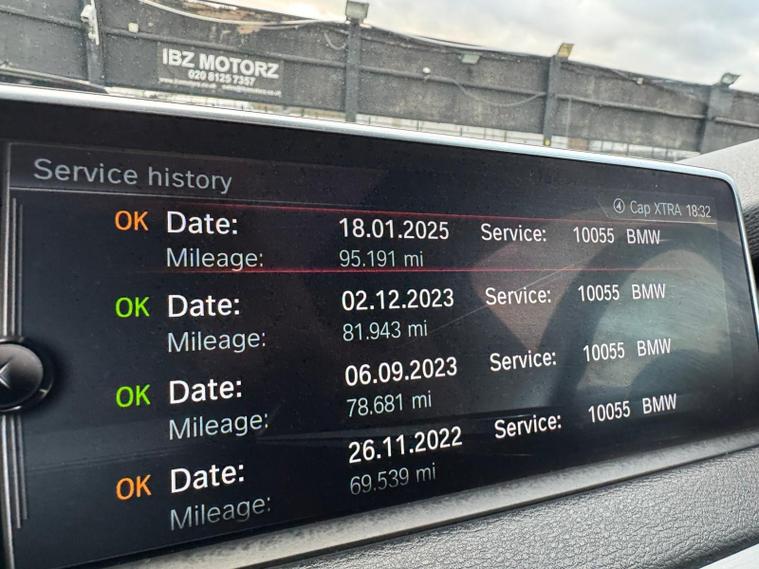 IBZ MOTORZ
020 8125 7357
Service history
Cap XTRA 18:32
OK Date: 18.01.2025 Service: 10055 BMW
Mileage: 95.191 mi
OK Date: 02.12.2023 Service: 10055 BMW
Mileage: 81.943 mi
OK Date: 06.09.2023 Service: 10055 BMW
Mileage: 78.681 mi
OK Date: 26.11.2022 Service: 10055 BMW
Mileage: 69.539 mi